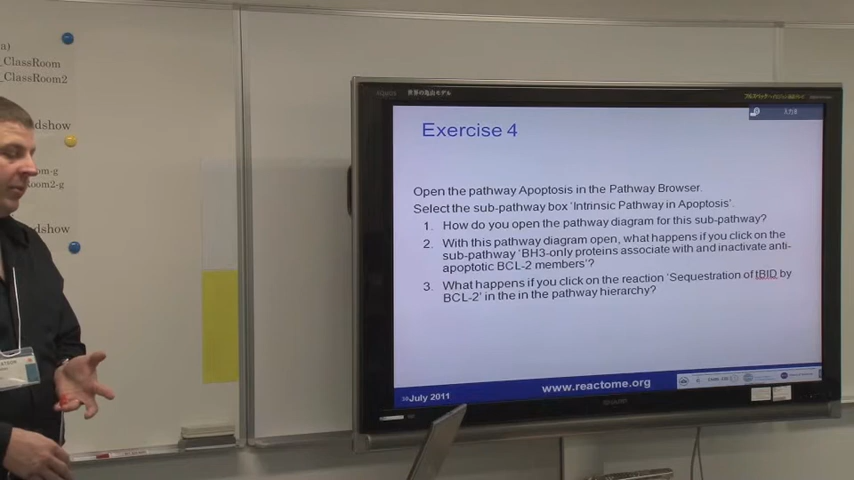 a)
_ClassRoom
_ClassRoom2
dshow
m-g
oom2-g
dshow
Exercise 4
Open the pathway Apoptosis in the Pathway Browser.
Select the sub-pathway box 'Intrinsic Pathway in Apoptosis'.
1. How do you open the pathway diagram for this sub-pathway?
2. With this pathway diagram open, what happens if you click on the
sub-pathway 'BH3-only proteins associate with and inactivate anti-
apoptotic BCL-2 members'?
3. What happens if you click on the reaction 'Sequestration of tBID by
BCL-2' in the in the pathway hierarchy?
July 2011
www.reactome.org
SHARP